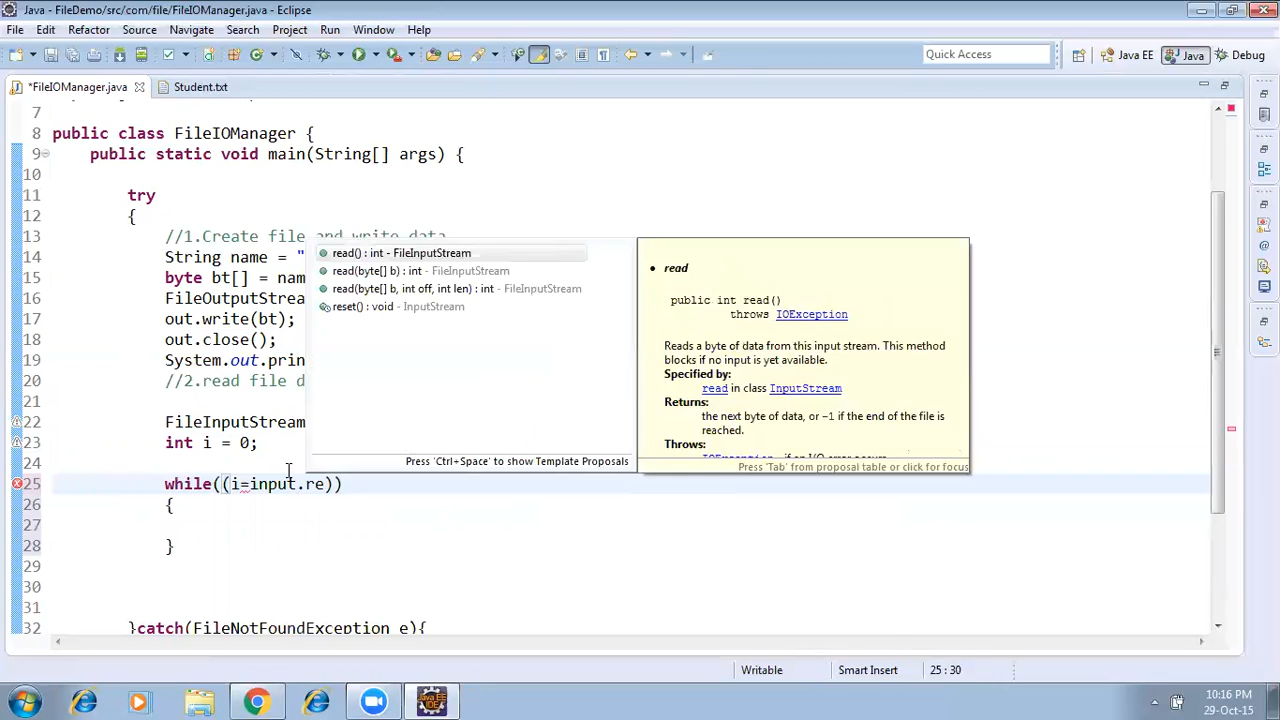 Java - FileDemo/src/com/file/FileIOManager.java - Eclipse
File Edit Refactor Source Navigate Search Project Run Window Help
Quick Access
Java EE
Java
Debug
*FileIOManager.java
Student.txt
7
8 public class FileIOManager {
9 public static void main(String[] args) {
10
11 try
12 {
13 //1.Create file and write data
14 String name = "
15 byte bt[] = nam
16 FileOutputStrea
17 out.write(bt);
18 out.close();
19 System.out.prin
20 //2.read file d
21
22 FileInputStream
23 int i = 0;
24
25 while((i=input.re))
26 {
27
28 }
29
30
31
32 }catch(FileNotFoundException e){
read() : int - FileInputStream
read(byte[] b) : int - FileInputStream
read(byte[] b, int off, int len) : int - FileInputStream
reset() : void - InputStream
Press 'Ctrl+Space' to show Template Proposals
read
public int read()
throws IOException
Reads a byte of data from this input stream. This method
blocks if no input is yet available.
Specified by:
read in class InputStream
Returns:
the next byte of data, or -1 if the end of the file is
reached.
Throws:
Press 'Tab' from proposal table or click for focus
Writable
Smart Insert
25 : 30
Java EE
IDE
10:16 PM
29-Oct-15